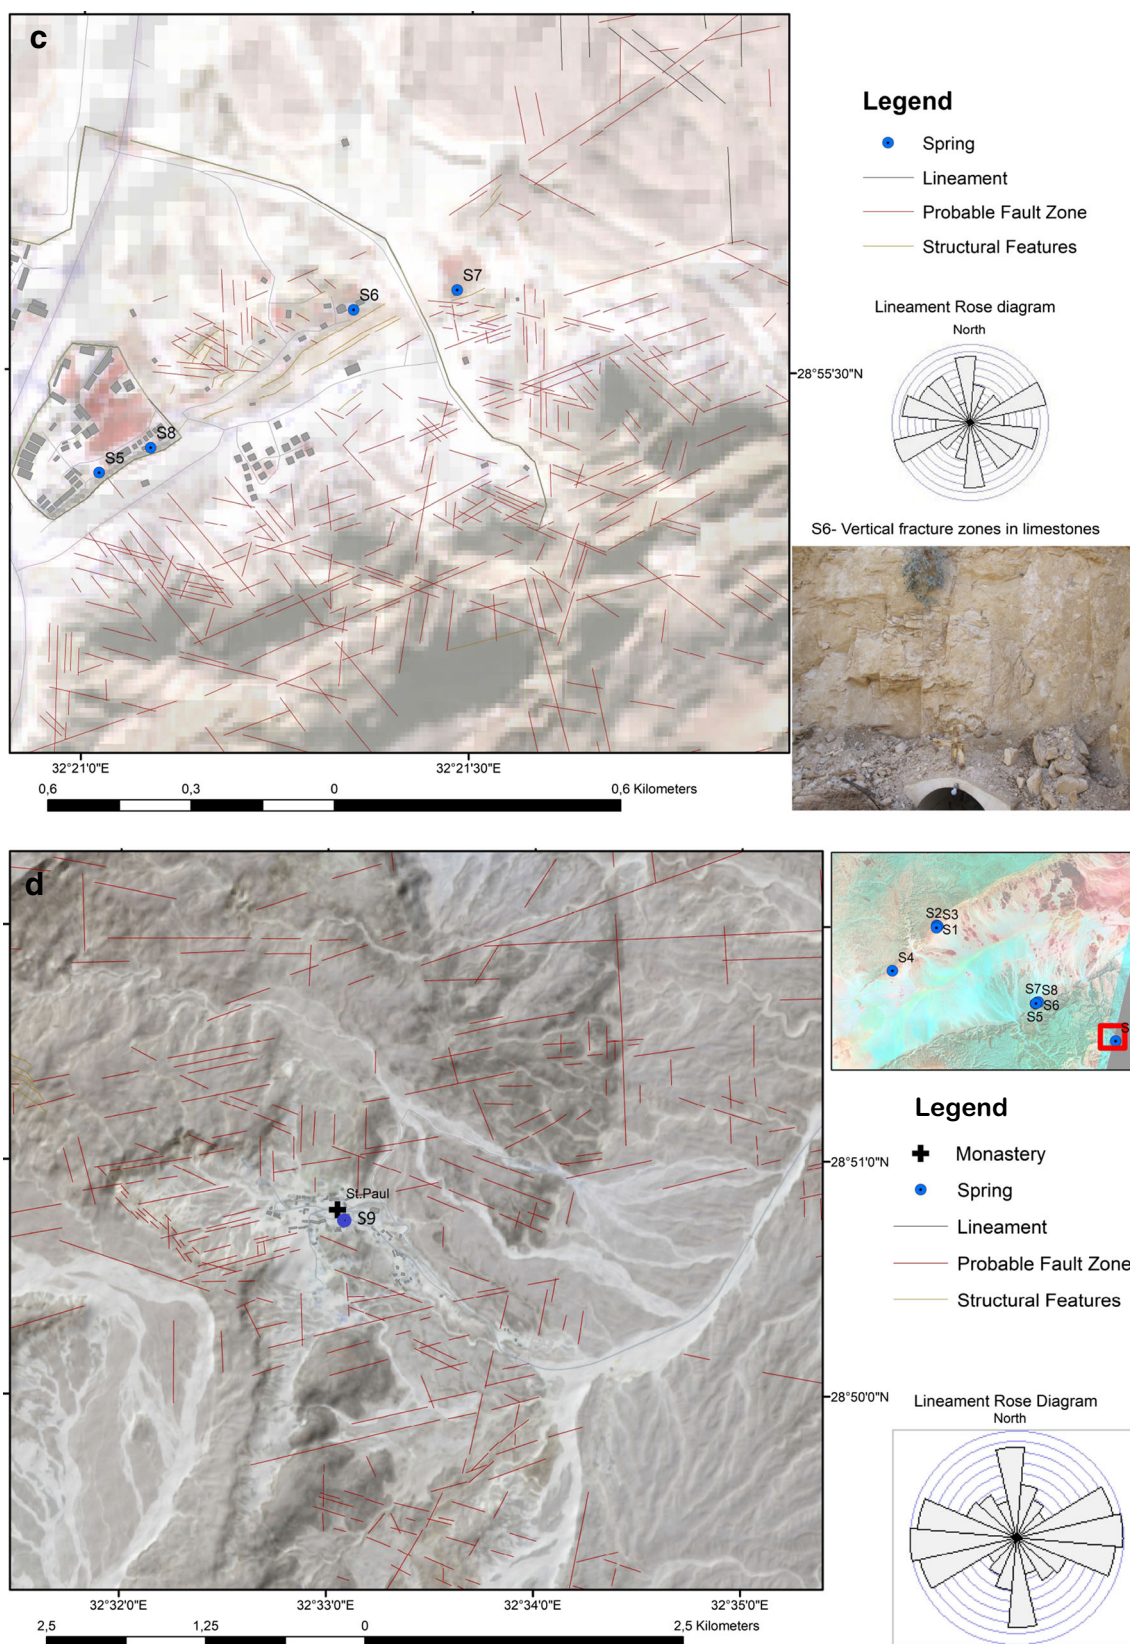 c
Legend
Spring
Lineament
Probable Fault Zone
Structural Features
S7
S6
S8
S5
Lineament Rose diagram
North
28°55'30"N
S6- Vertical fracture zones in limestones
32°21'0"E
32°21'30"E
0,6
0,3
0
0,6 Kilometers
d
S2 S3
S1
S4
S7 S8
S6
S5
S
28°51'0"N
St.Paul
S9
Legend
Monastery
Spring
Lineament
Probable Fault Zone
Structural Features
28°50'0"N
Lineament Rose Diagram
North
32°32'0"E
32°33'0"E
32°34'0"E
32°35'0"E
2,5
1,25
0
2,5 Kilometers